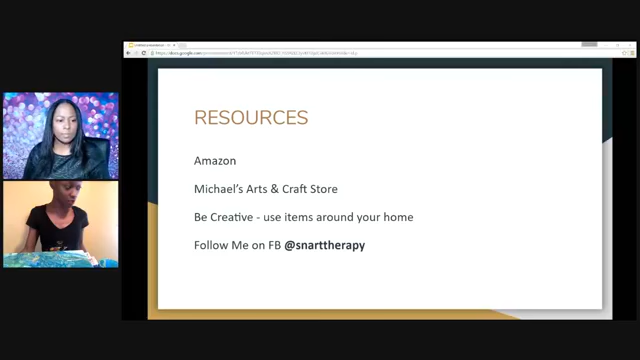 RESOURCES
Amazon
Michael's Arts & Craft Store
Be Creative - use items around your home
Follow Me on FB @snarttherapy